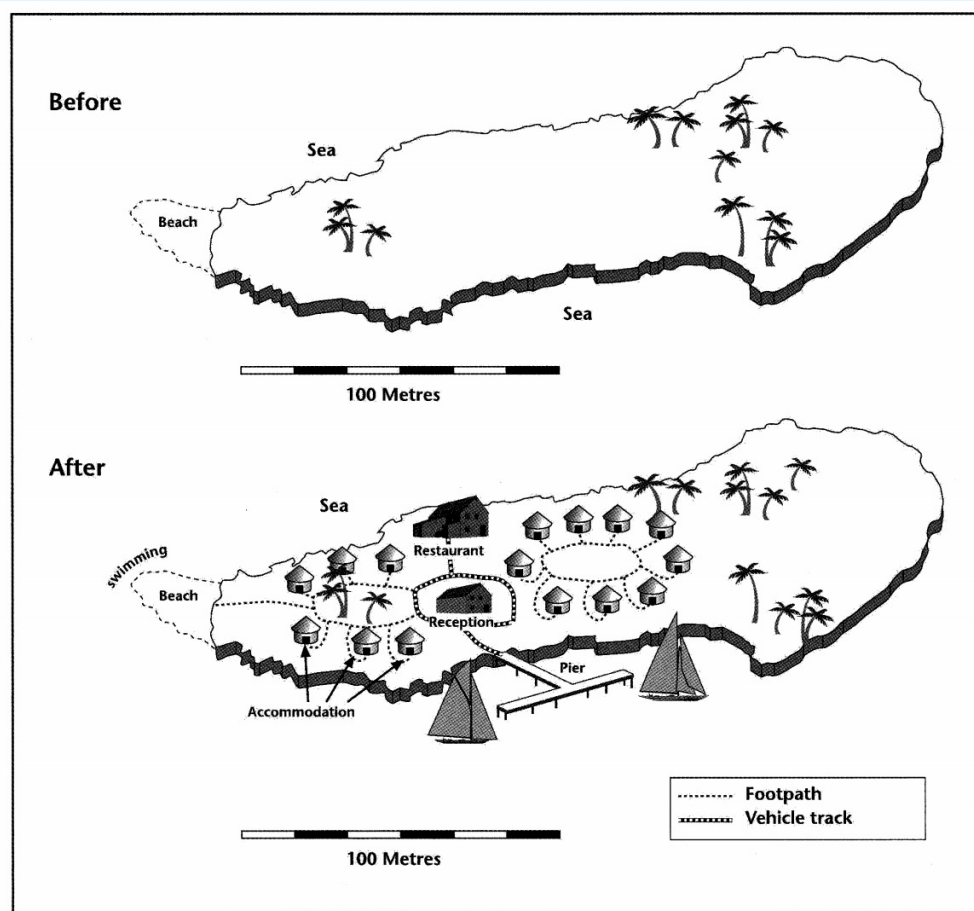 Before
Sea
Beach
Sea
100 Metres
After
Sea
swimming
Restaurant
Beach
Reception
Pier
Accommodation
Footpath
Vehicle track
100 Metres